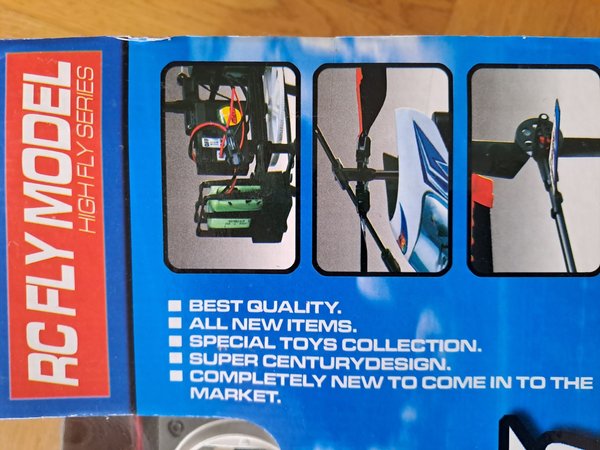 RC FLY MODEL
HIGH FLY SERIES
BEST QUALITY.
ALL NEW ITEMS.
SPECIAL TOYS COLLECTION.
SUPER CENTURYDESIGN.
COMPLETELY NEW TO COME IN TO THE
MARKET.